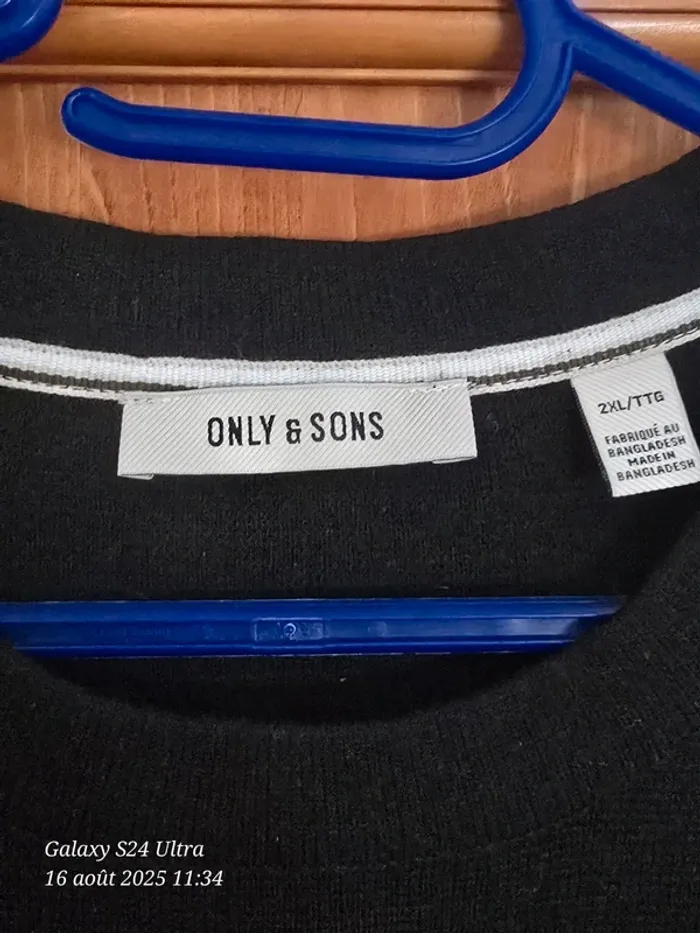 ONLY & SONS
2XL/TTG
FABRIQUÉ AU
BANGLADESH
MADE IN
BANGLADESH
Galaxy S24 Ultra
16 août 2025 11:34